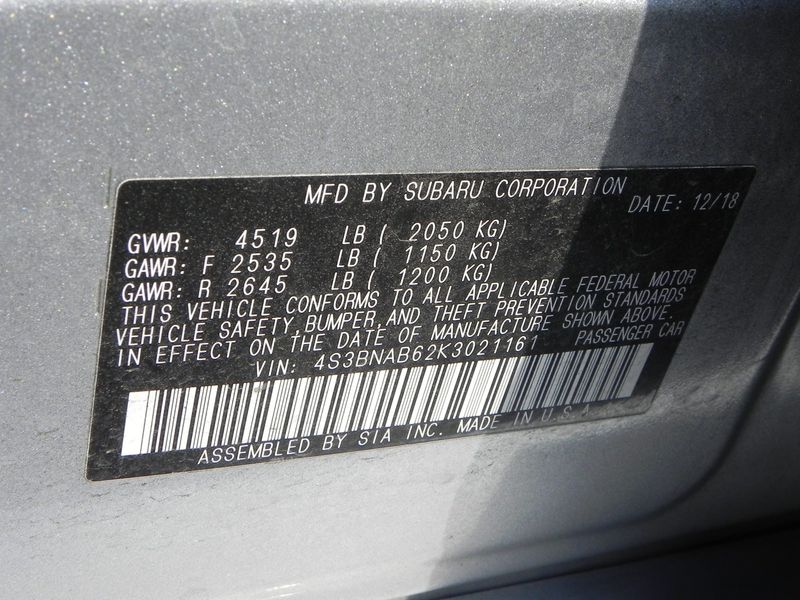 MFD BY SUBARU CORPORATION
DATE: 12/18
GVWR: 4519 LB ( 2050 KG)
GAWR: F 2535 LB ( 1150 KG)
GAWR: R 2645 LB ( 1200 KG)
THIS VEHICLE CONFORMS TO ALL APPLICABLE FEDERAL MOTOR
VEHICLE SAFETY, BUMPER, AND THEFT PREVENTION STANDARDS
IN EFFECT ON THE DATE OF MANUFACTURE SHOWN ABOVE.
VIN: 4S3BNAB62K3021161 PASSENGER CAR
ASSEMBLED BY SIA INC. MADE IN U.S.A.